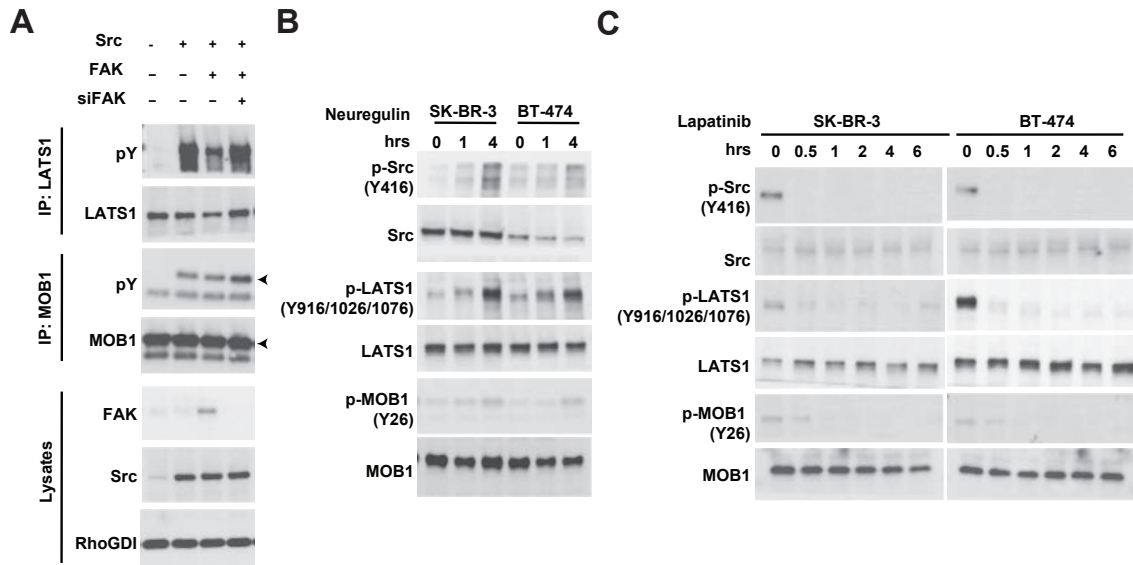 A
Src - + + +
FAK – – + +
siFAK – – – +
IP: LATS1
pY
LATS1
IP: MOB1
pY
MOB1
Lysates
FAK
Src
RhoGDI
B
Neuregulin SK-BR-3 BT-474
hrs 0 1 4 0 1 4
p-Src
(Y416)
Src
p-LATS1
(Y916/1026/1076)
LATS1
p-MOB1
(Y26)
MOB1
C
Lapatinib SK-BR-3 BT-474
hrs 0 0.5 1 2 4 6 0 0.5 1 2 4 6
p-Src
(Y416)
Src
p-LATS1
(Y916/1026/1076)
LATS1
p-MOB1
(Y26)
MOB1